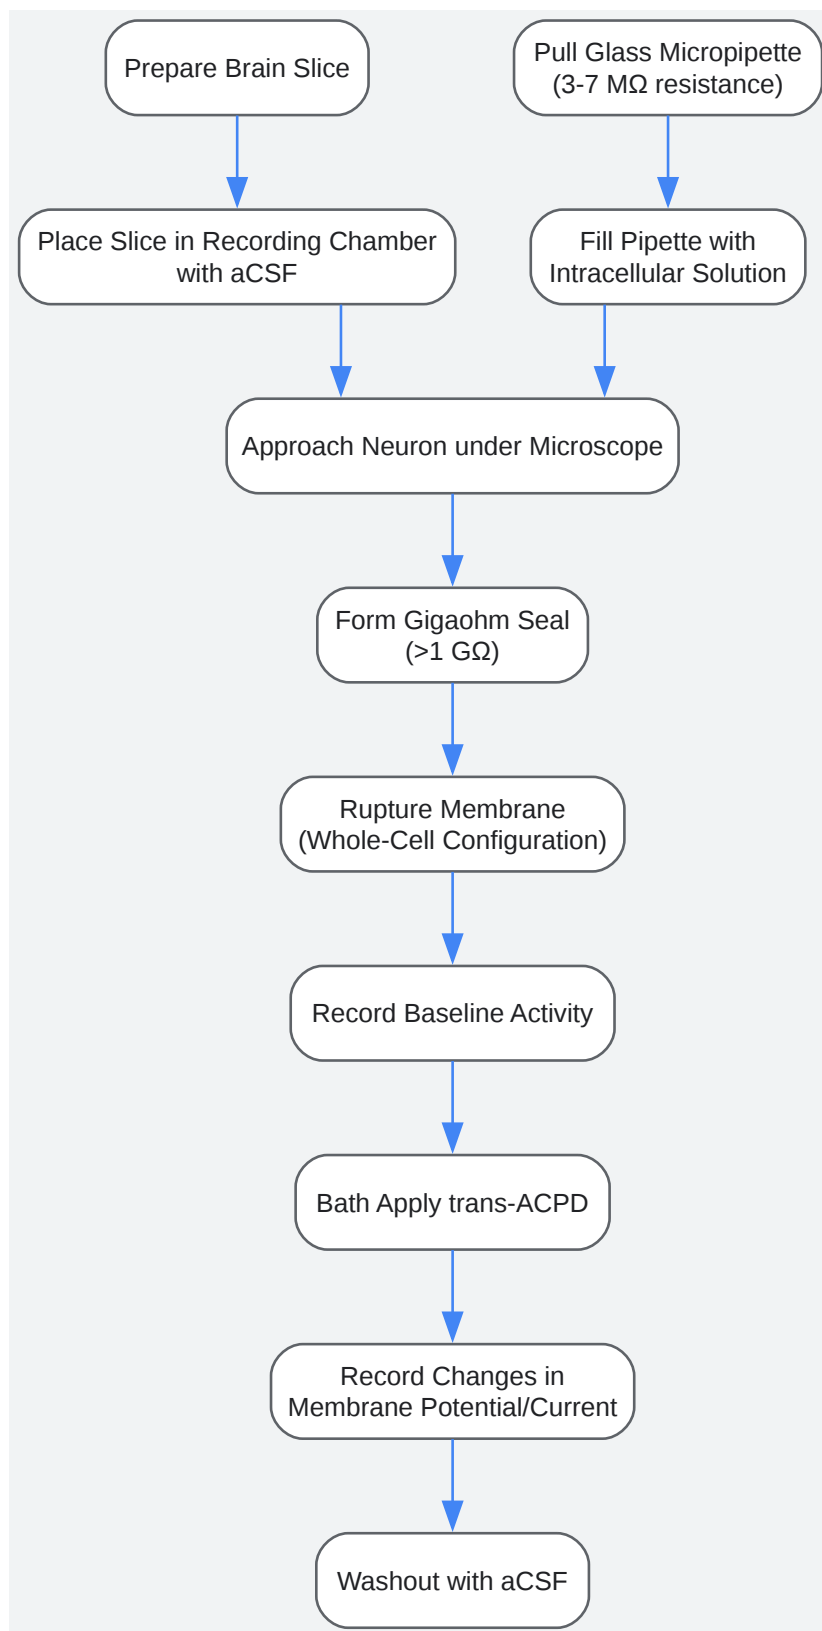 Prepare Brain Slice
Pull Glass Micropipette
(3-7 MΩ resistance)
Place Slice in Recording Chamber
with aCSF
Fill Pipette with
Intracellular Solution
Approach Neuron under Microscope
Form Gigaohm Seal
(>1 GΩ)
Rupture Membrane
(Whole-Cell Configuration)
Record Baseline Activity
Bath Apply trans-ACPD
Record Changes in
Membrane Potential/Current
Washout with aCSF